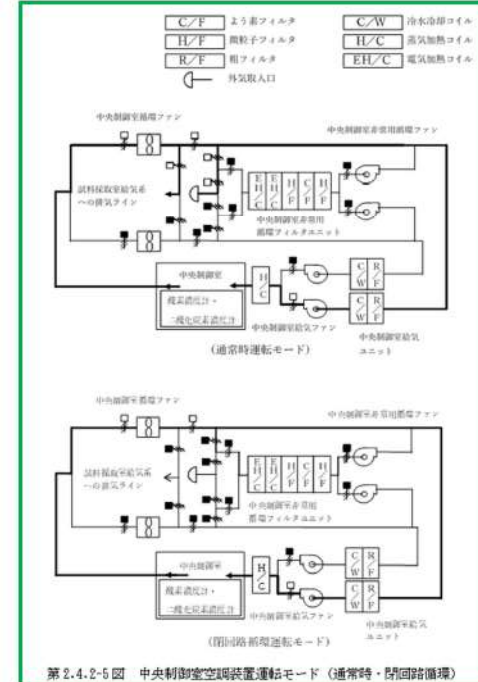 C/F よう素フィルタ C/W 冷水冷却コイル
H/F 微粒子フィルタ H/C 蒸気加熱コイル
R/F 粗フィルタ EH/C 電気加熱コイル
外気取入口
中央制御室循環ファン 中央制御室非常用循環ファン
試料採取室給気系
への排気ライン
EH/C EH/C H/F C/F H/F
中央制御室非常用
循環フィルタユニット
中央制御室
H/C
C/W R/F
C/W R/F
酸素濃度計・
二酸化炭素濃度計
中央制御室給気ファン 中央制御室給気
ユニット
(通常時運転モード)
中央制御室循環ファン 中央制御室非常用循環ファン
試料採取室給気系
への排気ライン
EH/C EH/C H/F C/F H/F
中央制御室非常用
循環フィルタユニット
中央制御室
H/C
C/W R/F
C/W R/F
酸素濃度計・
二酸化炭素濃度計
中央制御室給気ファン 中央制御室給気
ユニット
(閉回路循環運転モード)
第2.4.2-5図 中央制御室空調装置運転モード(通常時・閉回路循環)